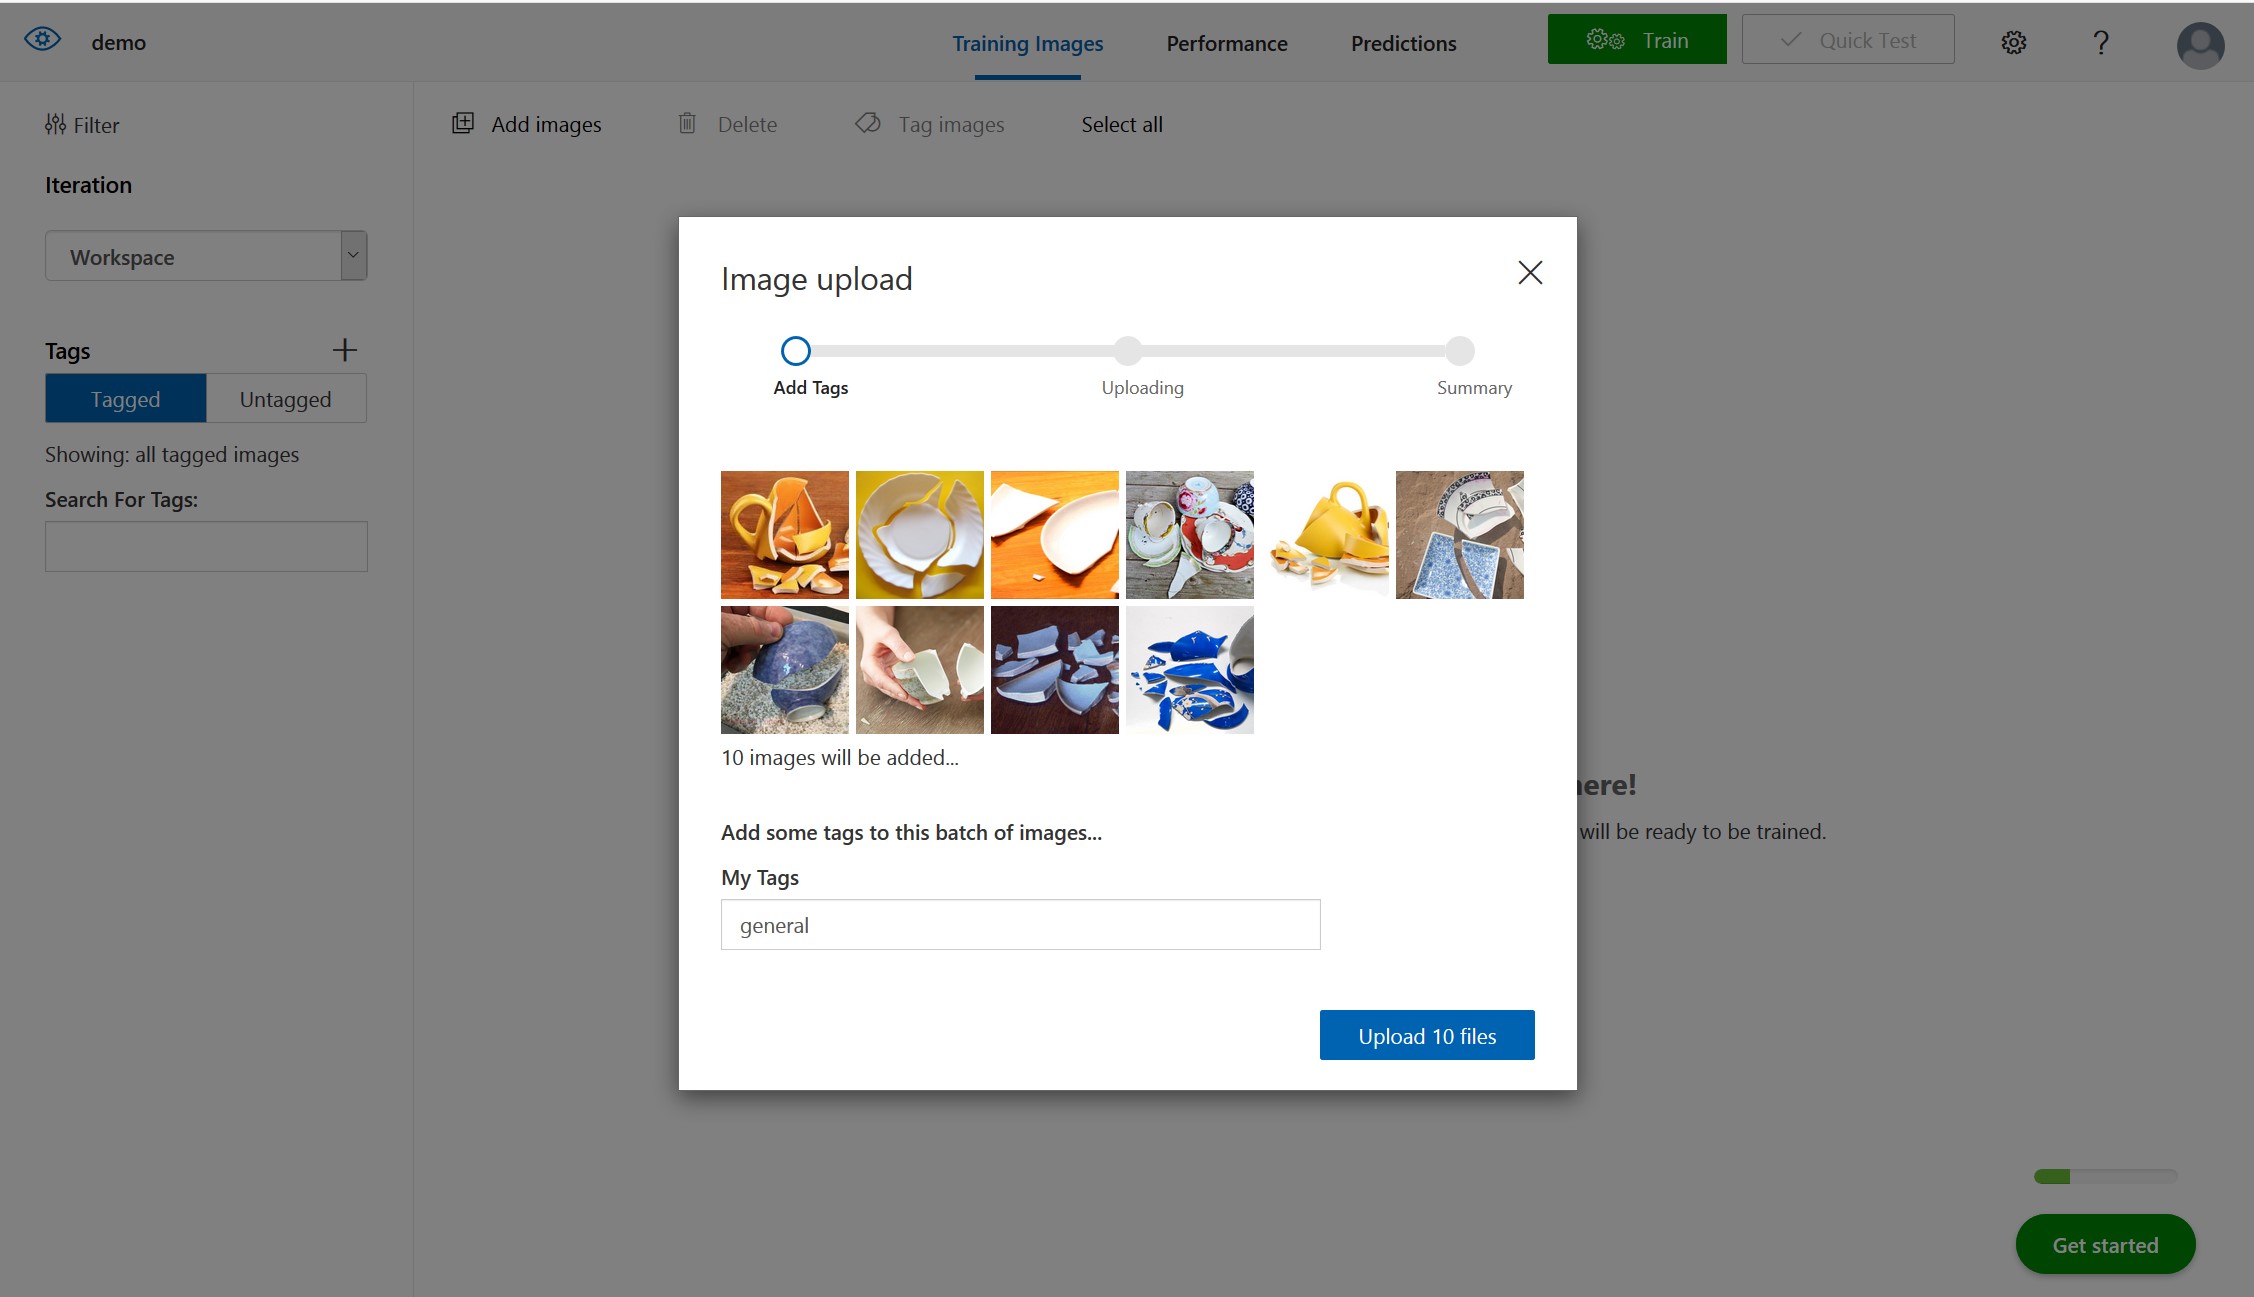 demo
Training Images
Performance
Predictions
Train
Quick Test
?
Filter
Add images
Delete
Tag images
Select all
Iteration
Workspace
Tags
Tagged
Untagged
Showing: all tagged images
Search For Tags:
Image upload
Add Tags
Uploading
Summary
10 images will be added...
Add some tags to this batch of images...
My Tags
general
Upload 10 files
here!
will be ready to be trained.
Get started